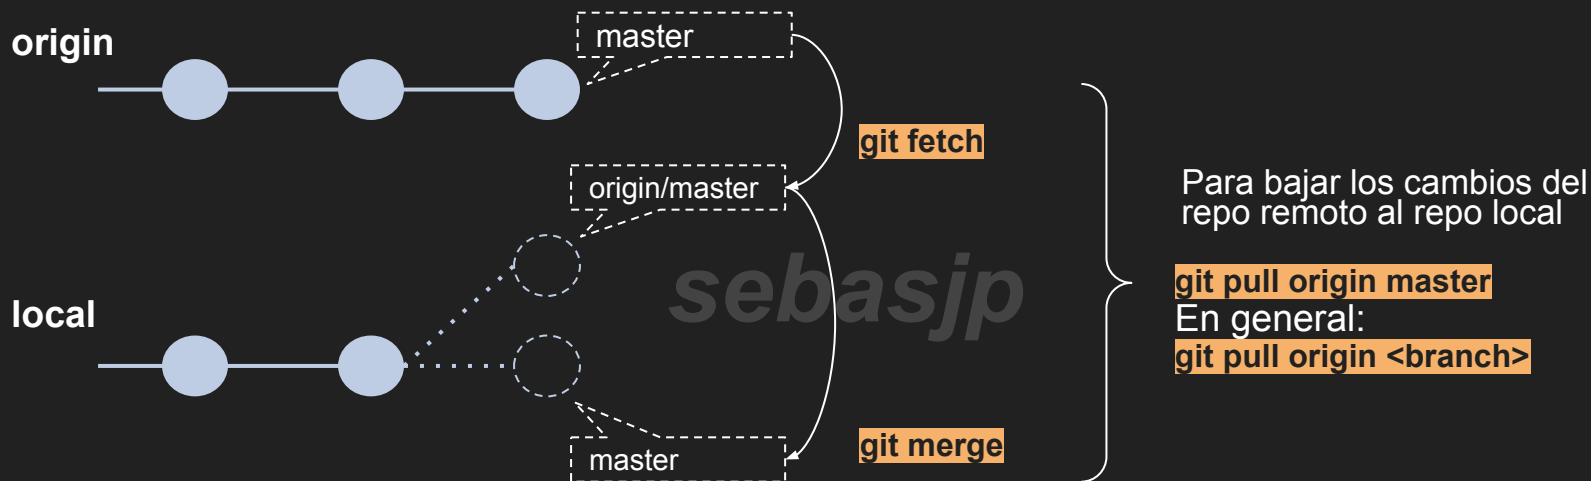 origin
master
git fetch
origin/master
sebasjp
local
git merge
master
Para bajar los cambios del
repo remoto al repo local
git pull origin master
En general:
git pull origin <branch>